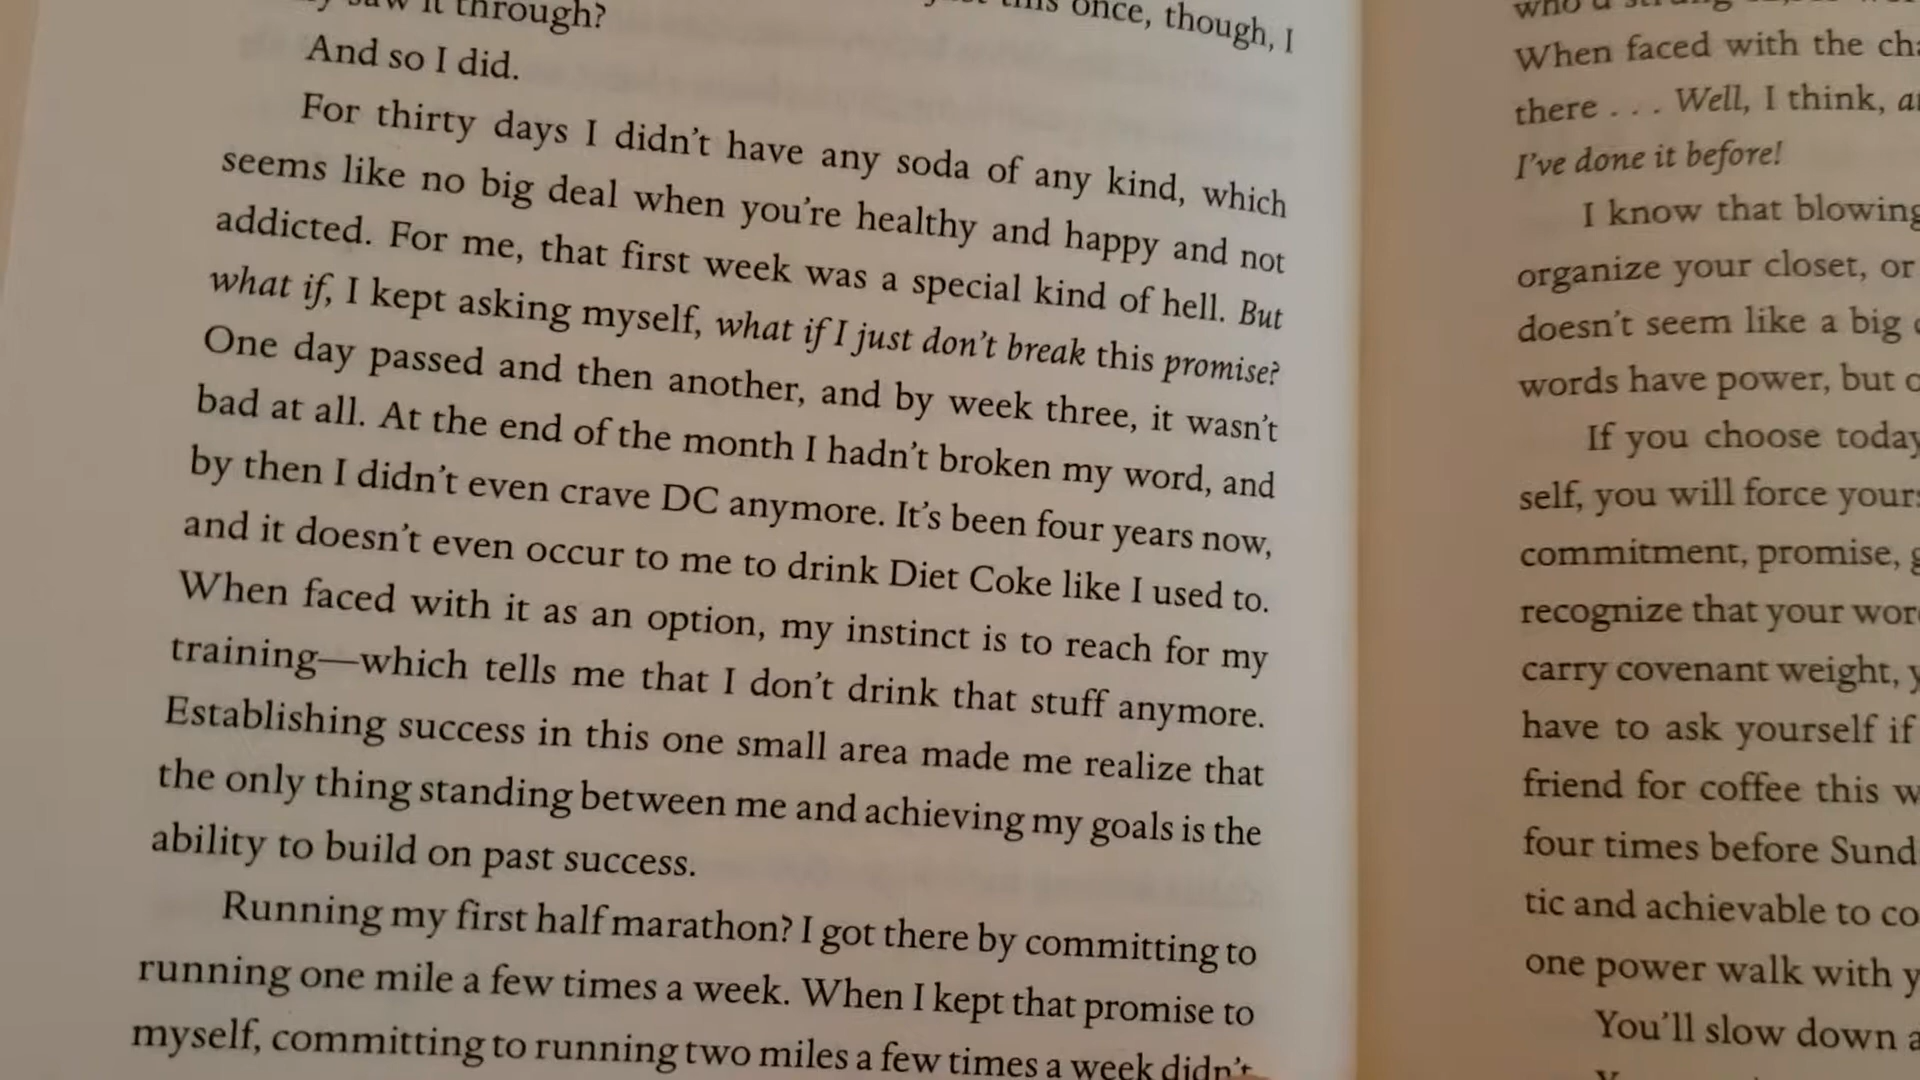 it through?
this once, though, I
And so I did.
For thirty days I didn't have any soda of any kind, which
seems like no big deal when you're healthy and happy and not
addicted. For me, that first week was a special kind of hell. But
what if, I kept asking myself, what if I just don't break this promise?
One day passed and then another, and by week three, it wasn't
bad at all. At the end of the month I hadn't broken my word, and
by then I didn't even crave DC anymore. It's been four years now,
and it doesn't even occur to me to drink Diet Coke like I used to.
When faced with it as an option, my instinct is to reach for my
training—which tells me that I don't drink that stuff anymore.
Establishing success in this one small area made me realize that
the only thing standing between me and achieving my goals is the
ability to build on past success.
Running my first half marathon? I got there by committing to
running one mile a few times a week. When I kept that promise to
myself, committing to running two miles a few times a week didn't
When faced with the
there . . . Well, I think,
I've done it before!
I know that blowing
organize your closet, or
doesn't seem like a big
words have power, but
If you choose today
self, you will force
commitment, promise,
recognize that your
carry covenant weight,
have to ask yourself if
friend for coffee this
four times before
tic and achievable to
one power walk with
You'll slow down